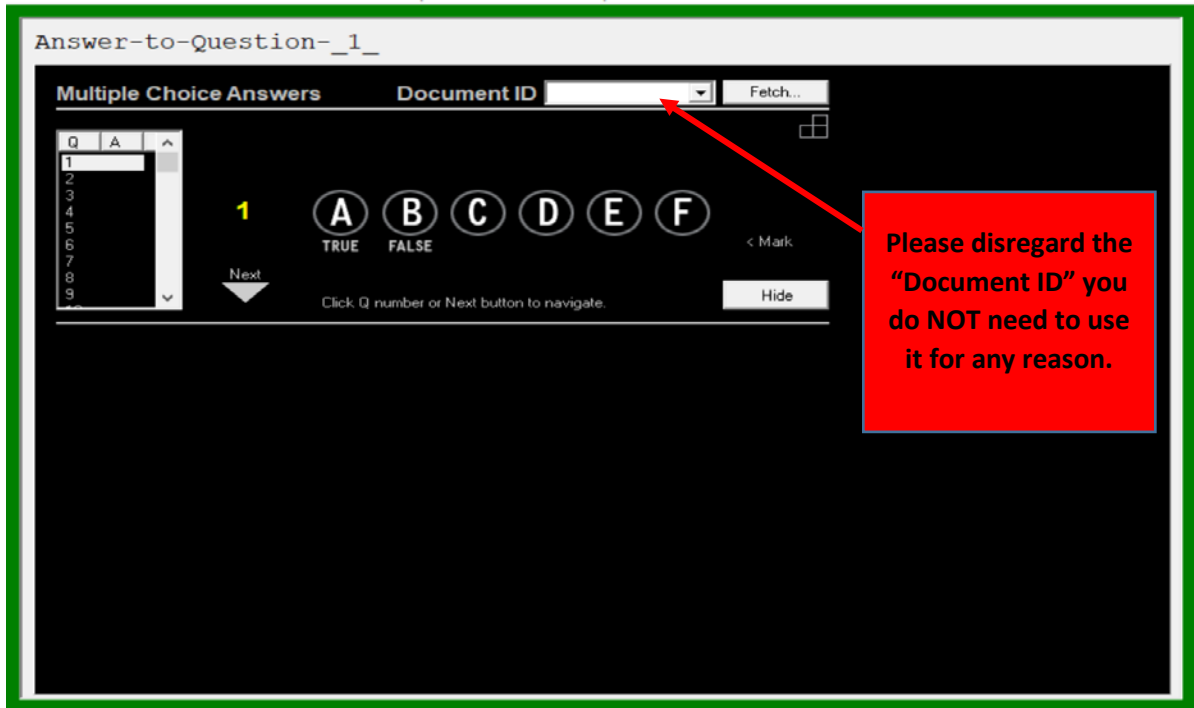 Answer-to-Question-_1_
Multiple Choice Answers Document ID Fetch...
Q A
1
2
3
4
5
6
7
8
9
1
A B C D E F
TRUE FALSE
< Mark
Next
Click Q number or Next button to navigate.
Hide
Please disregard the
“Document ID” you
do NOT need to use
it for any reason.